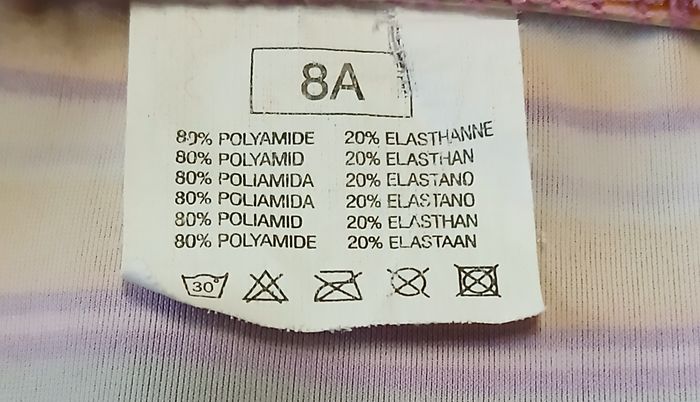 8A
80% POLYAMIDE 20% ELASTHANNE
80% POLYAMID 20% ELASTHAN
80% POLIAMIDA 20% ELASTANO
80% POLIAMIDA 20% ELASTANO
80% POLIAMID 20% ELASTHAN
80% POLYAMIDE 20% ELASTAAN
30°